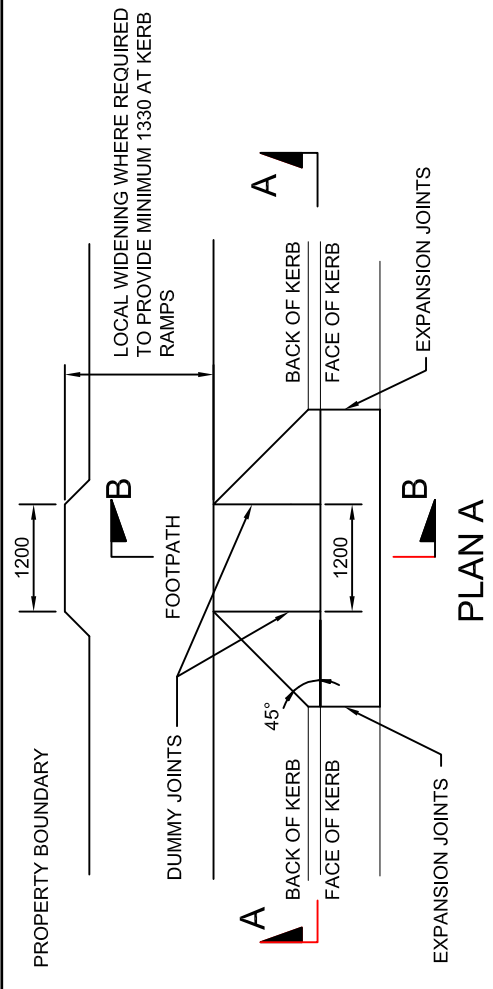 PROPERTY BOUNDARY
1200
LOCAL WIDENING WHERE REQUIRED
TO PROVIDE MINIMUM 1330 AT KERB
RAMPS
B
FOOTPATH
DUMMY JOINTS
A
A
45°
1200
BACK OF KERB
FACE OF KERB
BACK OF KERB
FACE OF KERB
EXPANSION JOINTS
EXPANSION JOINTS
B
PLAN A